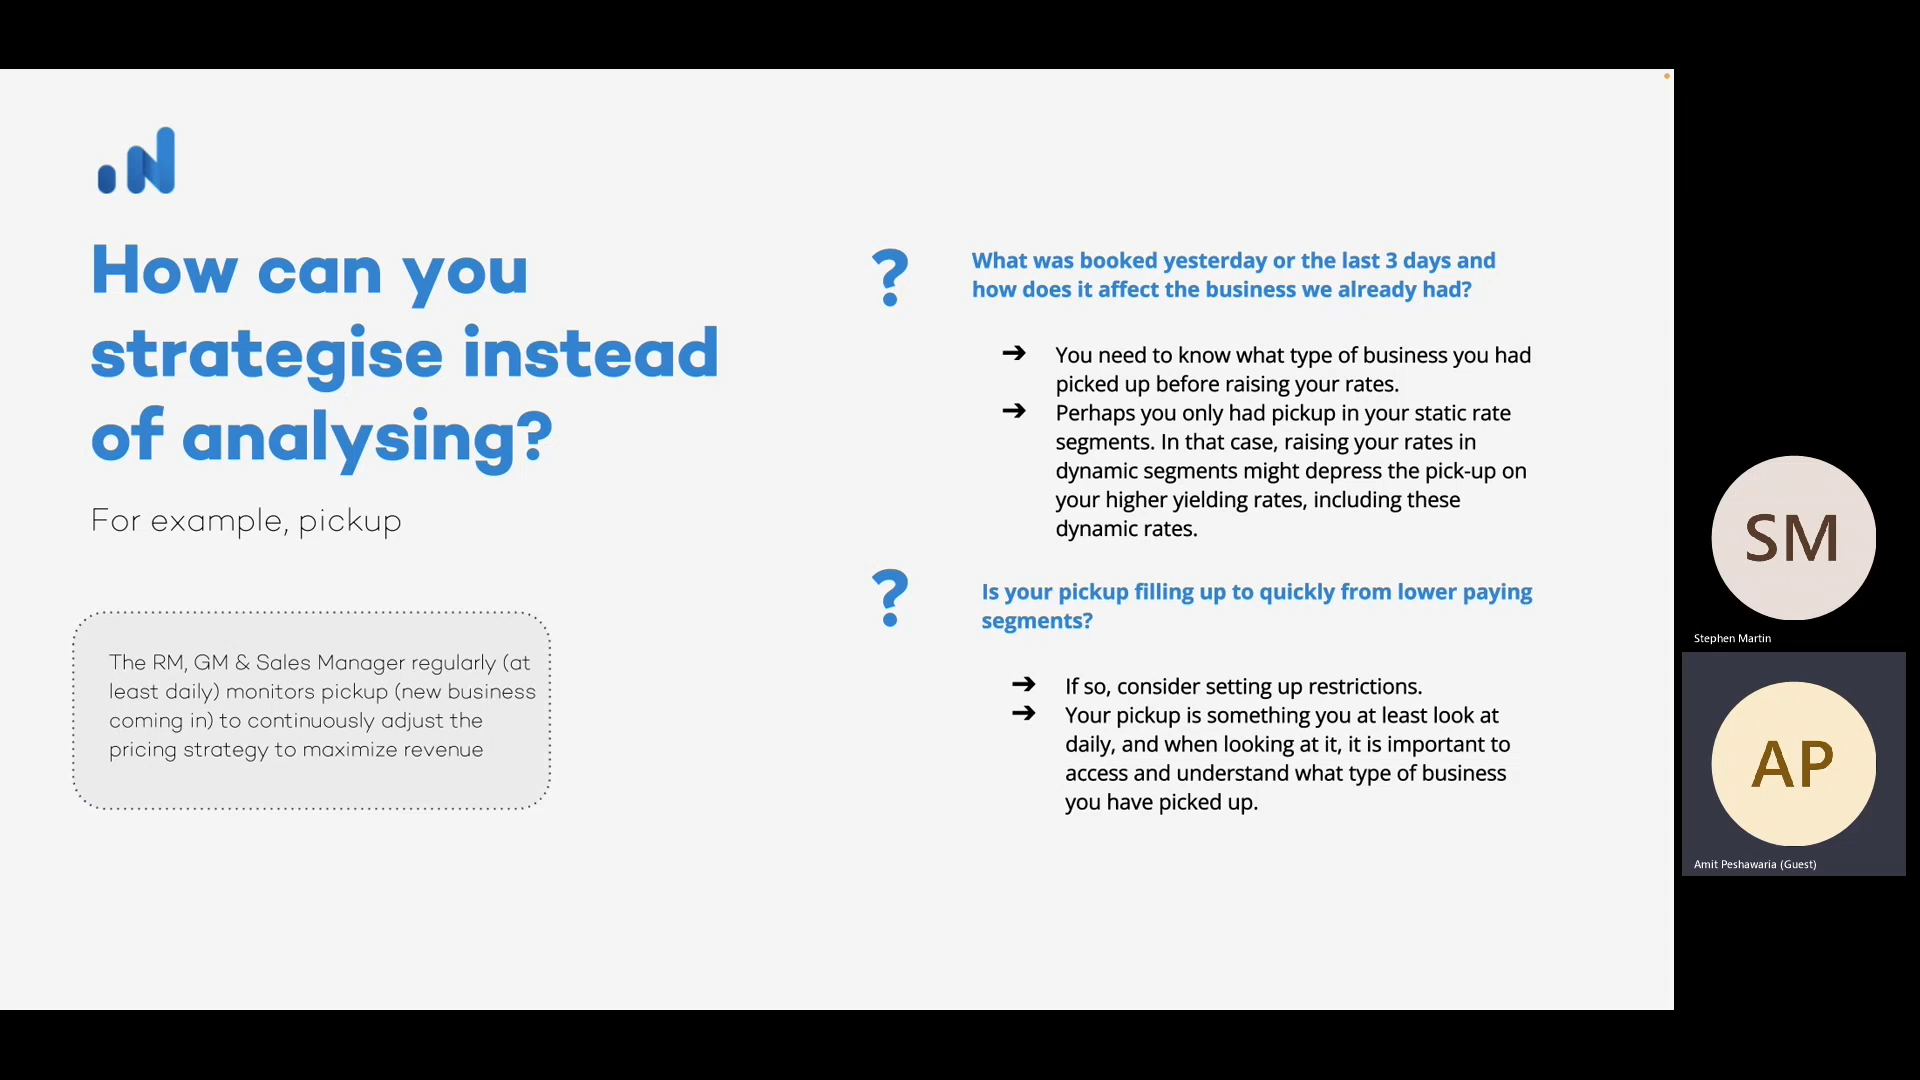 How can you
strategise instead
of analysing?
For example, pickup
The RM, GM & Sales Manager regularly (at
least daily) monitors pickup (new business
coming in) to continuously adjust the
pricing strategy to maximize revenue
?
What was booked yesterday or the last 3 days and
how does it affect the business we already had?
➔ You need to know what type of business you had
picked up before raising your rates.
➔ Perhaps you only had pickup in your static rate
segments. In that case, raising your rates in
dynamic segments might depress the pick-up on
your higher yielding rates, including these
dynamic rates.
?
Is your pickup filling up to quickly from lower paying
segments?
➔ If so, consider setting up restrictions.
➔ Your pickup is something you at least look at
daily, and when looking at it, it is important to
access and understand what type of business
you have picked up.
SM
Stephen Martin
AP
Amit Peshawaria (Guest)